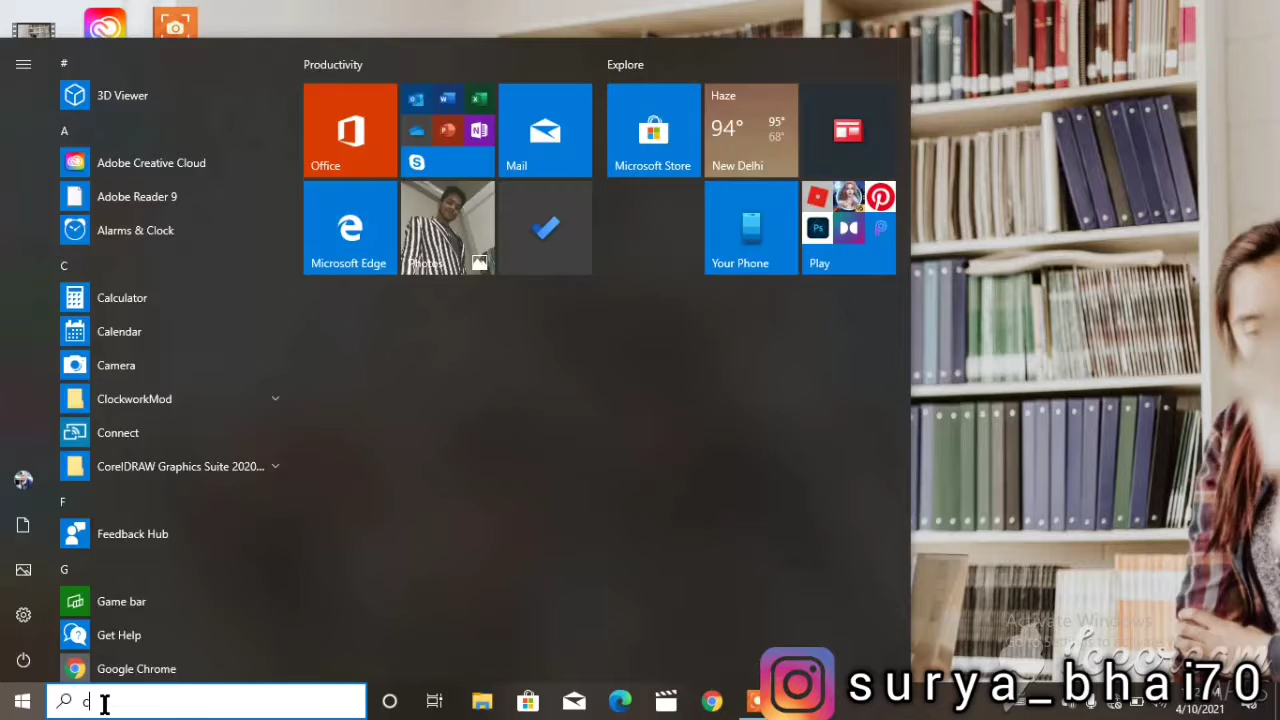 #
3D Viewer
A
Adobe Creative Cloud
Adobe Reader 9
Alarms & Clock
C
Calculator
Calendar
Camera
ClockworkMod
Connect
CorelDRAW Graphics Suite 2020...
F
Feedback Hub
G
Game bar
Get Help
Google Chrome
c
Productivity
Office
Mail
Microsoft Edge
Photos
Explore
Microsoft Store
Haze
94°
95°
68°
New Delhi
Your Phone
Ps
Play
Activate Windows
Icecream
surya_bhai70
4/10/2021